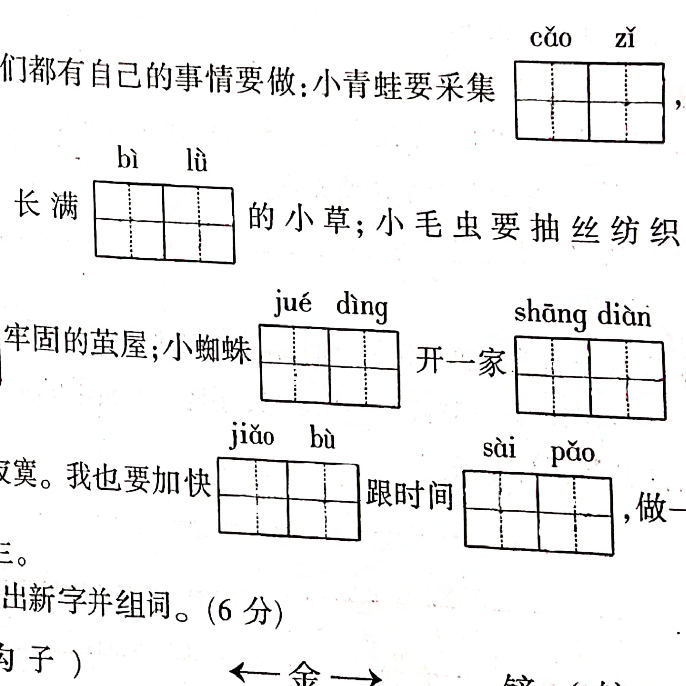 cǎo zǐ
们都有自己的事情要做:小青蛙要采集 ,
bì lǜ
长满 的小草;小毛虫要抽丝纺织
jué dìng shāng diàn
牢固的茧屋;小蜘蛛 开一家
jiǎo bù sài pǎo
寂寞。我也要加快 跟时间 ,做一
。
出新字并组词。(6分)
子)
← 金 →